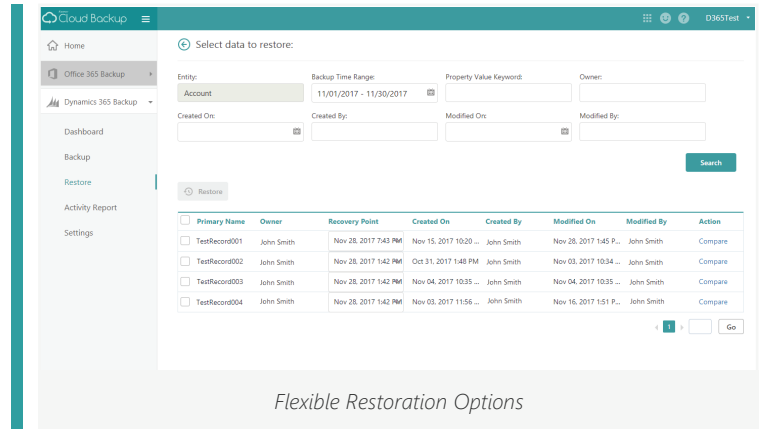 Cloud Backup
D365Test
Home
Office 365 Backup
Dynamics 365 Backup
Dashboard
Backup
Restore
Activity Report
Settings
Select data to restore:
Entity: Backup Time Range: Property Value Keyword: Owner:
Account 11/01/2017 - 11/30/2017
Created On: Created By: Modified On: Modified By:
Search
Restore
Primary Name Owner Recovery Point Created On Created By Modified On Modified By Action
TestRecord001 John Smith Nov 28, 2017 7:43 PM Nov 15, 2017 10:20 ... John Smith Nov 28, 2017 1:45 P... John Smith Compare
TestRecord002 John Smith Nov 28, 2017 1:42 PM Oct 31, 2017 1:48 PM John Smith Nov 03, 2017 10:34 ... John Smith Compare
TestRecord003 John Smith Nov 28, 2017 1:42 PM Nov 04, 2017 10:35 ... John Smith Nov 04, 2017 10:35 ... John Smith Compare
TestRecord004 John Smith Nov 28, 2017 1:42 PM Nov 03, 2017 11:56 ... John Smith Nov 16, 2017 1:51 P... John Smith Compare
1 Go
Flexible Restoration Options